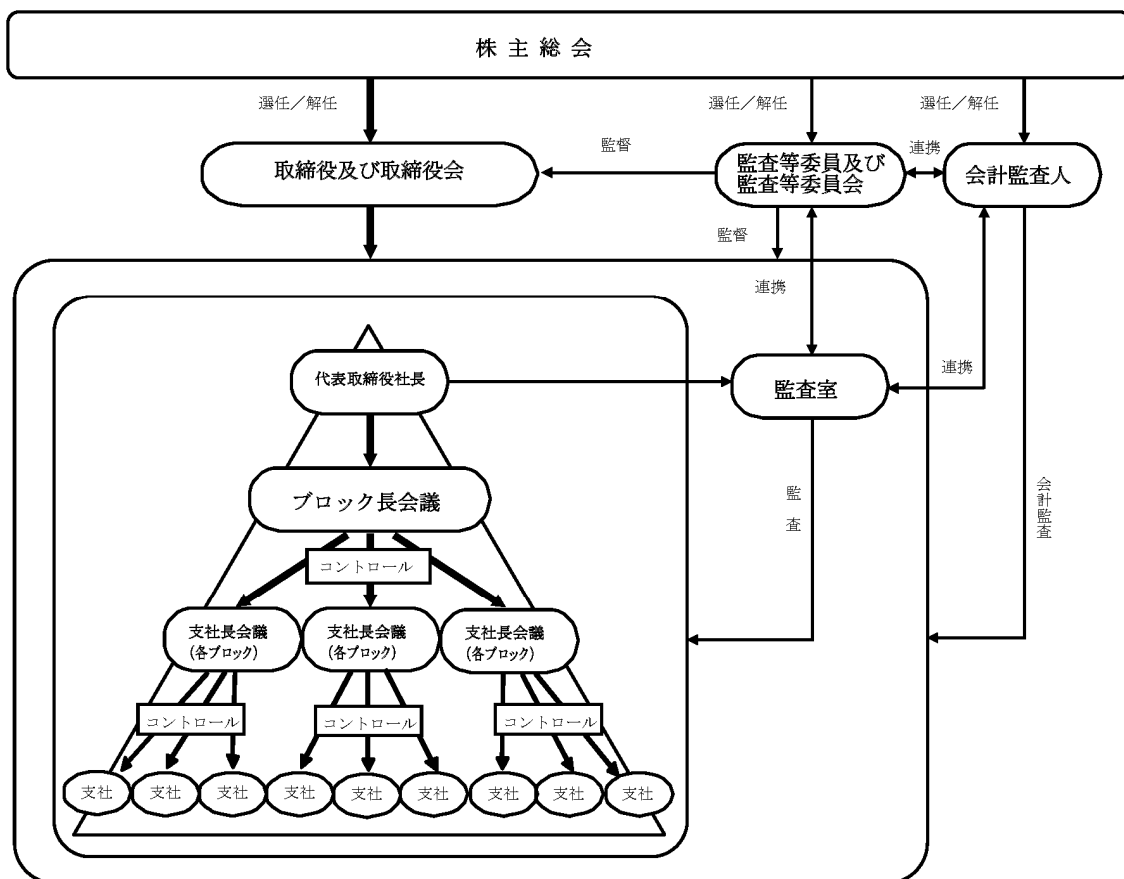 株 主 総 会
選任／解任
選任／解任
選任／解任
取締役及び取締役会
監督
監査等委員及び
監査等委員会
連携
会計監査人
監督
連携
代表取締役社長
監査室
連携
ブロック長会議
監査
会計監査
コントロール
支社長会議
(各ブロック)
支社長会議
(各ブロック)
支社長会議
(各ブロック)
コントロール
コントロール
コントロール
支社
支社
支社
支社
支社
支社
支社
支社
支社